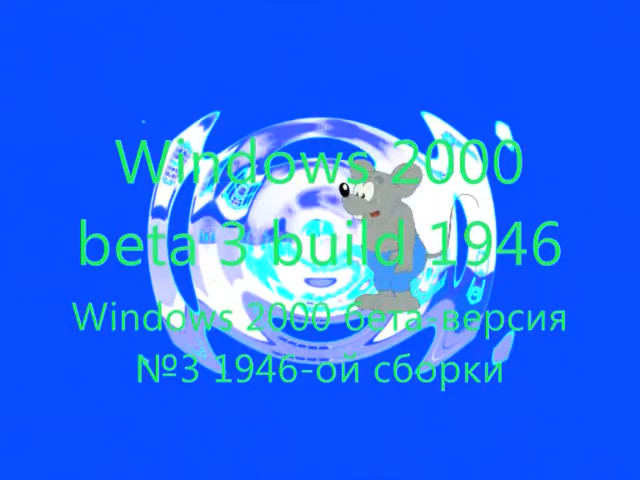 Windows 2000
beta 3 build 1946
Windows 2000 бета-версия
№3 1946-ой сборки